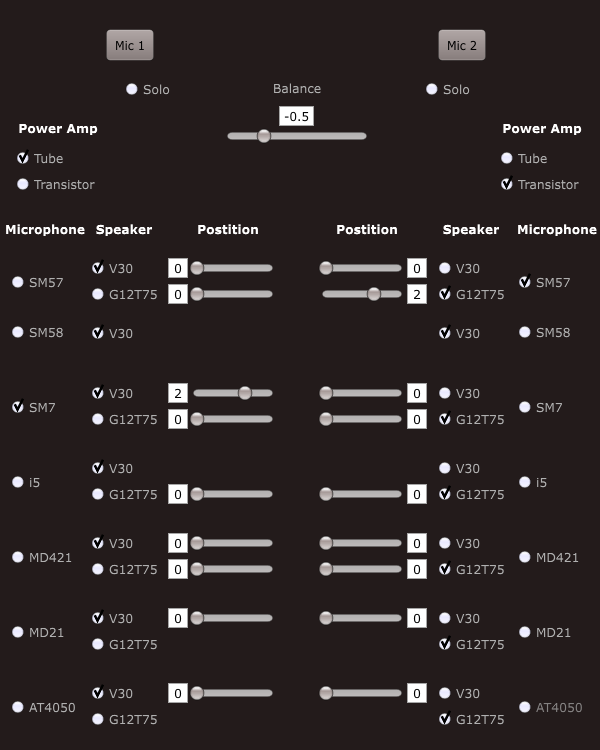 Mic 1 Mic 2
Solo Balance Solo
-0.5
Power Amp Power Amp
Tube Tube
Transistor Transistor
Microphone Speaker Postition Postition Speaker Microphone
V30 0 0 V30
SM57 SM57
G12T75 0 2 G12T75
SM58 V30 V30 SM58
V30 2 0 V30
SM7 SM7
G12T75 0 0 G12T75
V30 V30
i5 i5
G12T75 0 0 G12T75
V30 0 0 V30
MD421 MD421
G12T75 0 0 G12T75
V30 0 0 V30
MD21 MD21
G12T75 G12T75
V30 0 0 V30
AT4050 AT4050
G12T75 G12T75